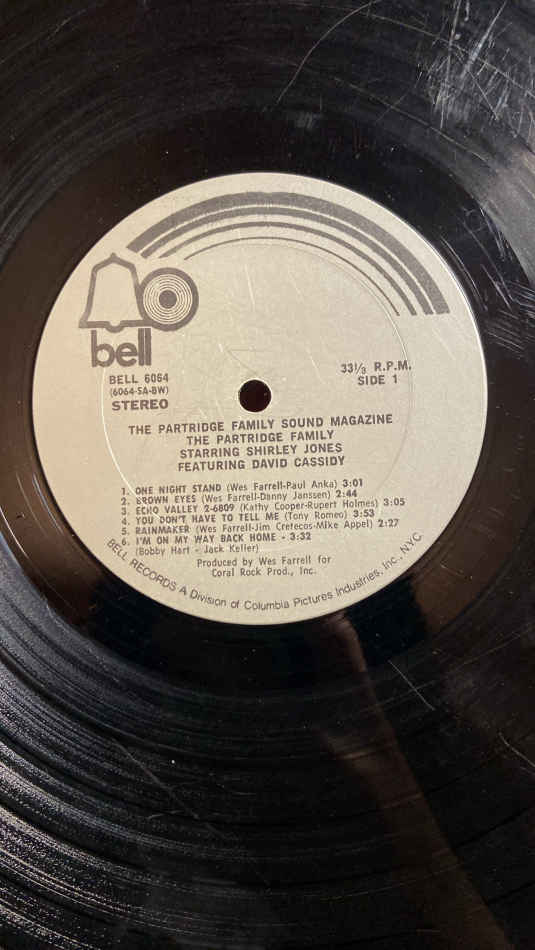 bell
BELL 6064
(6064-SA-BW)
STEREO
33⅓ R.P.M.
SIDE 1
THE PARTRIDGE FAMILY SOUND MAGAZINE
THE PARTRIDGE FAMILY
STARRING SHIRLEY JONES
FEATURING DAVID CASSIDY
1. ONE NIGHT STAND (Wes Farrell-Paul Anka) 3:01
2. BROWN EYES (Wes Farrell-Danny Janssen) 2:44
3. ECHO VALLEY 2-6809 (Kathy Cooper-Rupert Holmes) 3:05
4. YOU DON'T HAVE TO TELL ME (Tony Romeo) 3:53
5. RAINMAKER (Wes Farrell-Jim Cretecos-Mike Appel) 2:27
6. I'M ON MY WAY BACK HOME - 3:32
(Bobby Hart - Jack Keller)
Produced by Wes Farrell for
Coral Rock Prod., Inc.
BELL RECORDS A Division of Columbia Pictures Industries, Inc., NYC